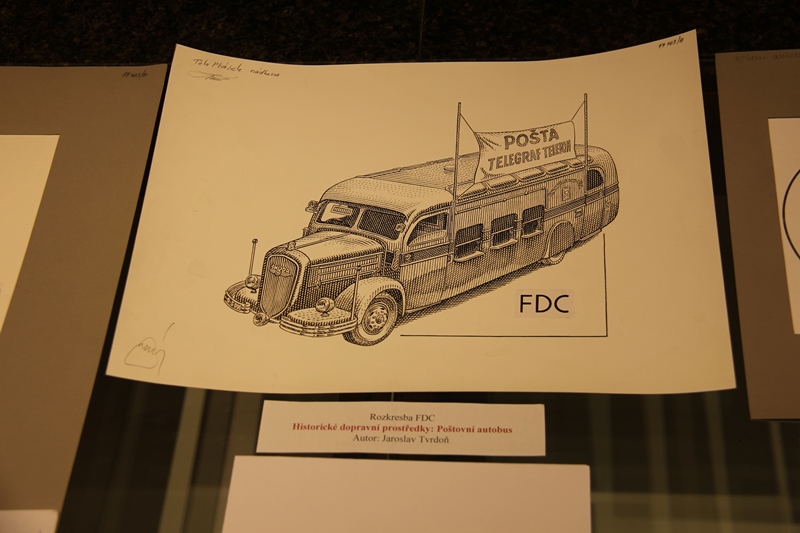 POŠTA
TELEGRAF TELEFON
FDC
Rozkresba FDC
Historické dopravní prostředky: Poštovní autobus
Autor: Jaroslav Tvrdoň